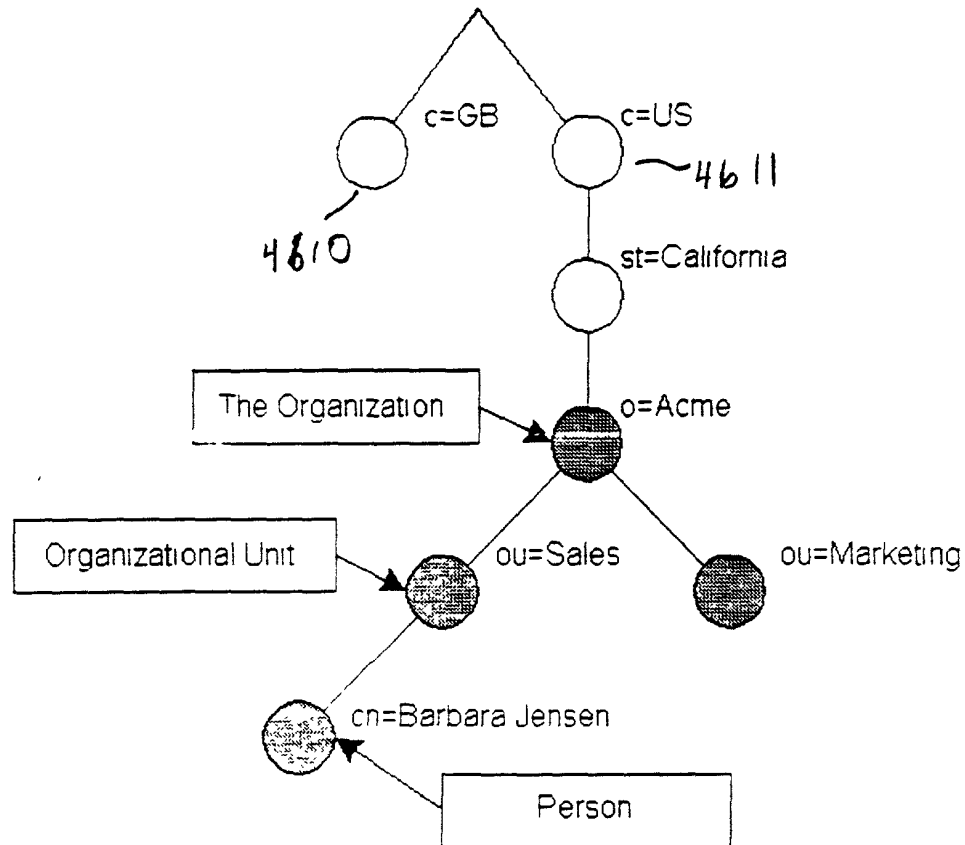 c=GB
c=US
4611
4610
st=California
The Organization
o=Acme
Organizational Unit
ou=Sales
ou=Marketing
cn=Barbara Jensen
Person